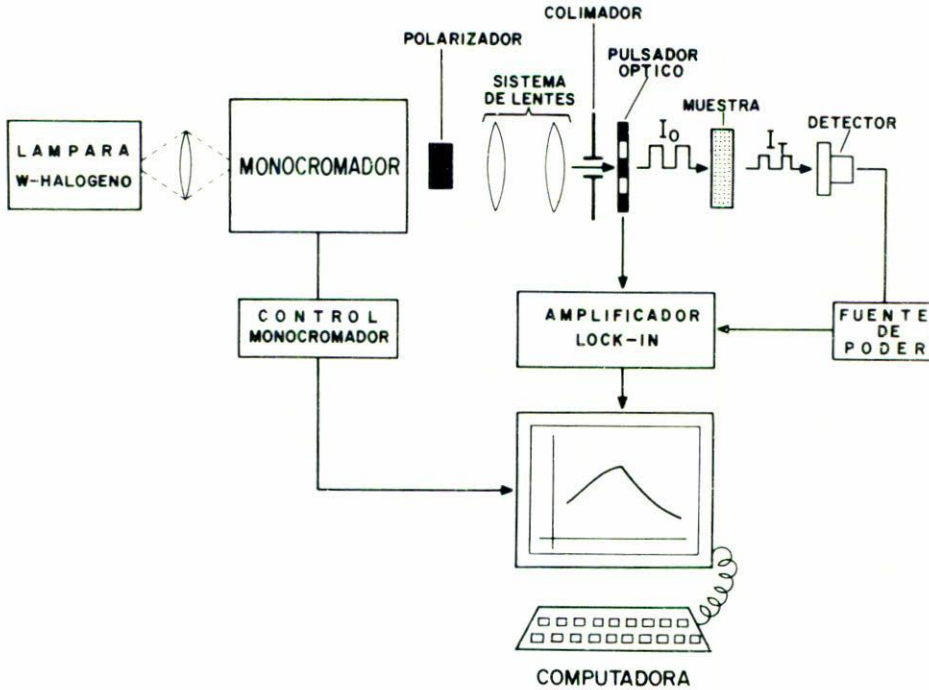 COLIMADOR
POLARIZADOR
PULSADOR
OPTICO
SISTEMA
DE LENTES
MUESTRA
DETECTOR
LAMPARA
W-HALOGENO
MONOCROMADOR
I₀
I_T
CONTROL
MONOCROMADOR
AMPLIFICADOR
LOCK-IN
FUENTE
DE
PODER
COMPUTADORA